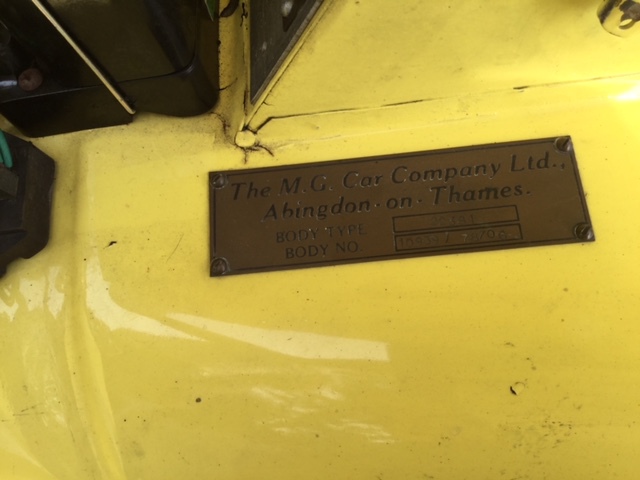 The M.G. Car Company Ltd.,
Abingdon-on-Thames.
BODY TYPE
BODY NO.